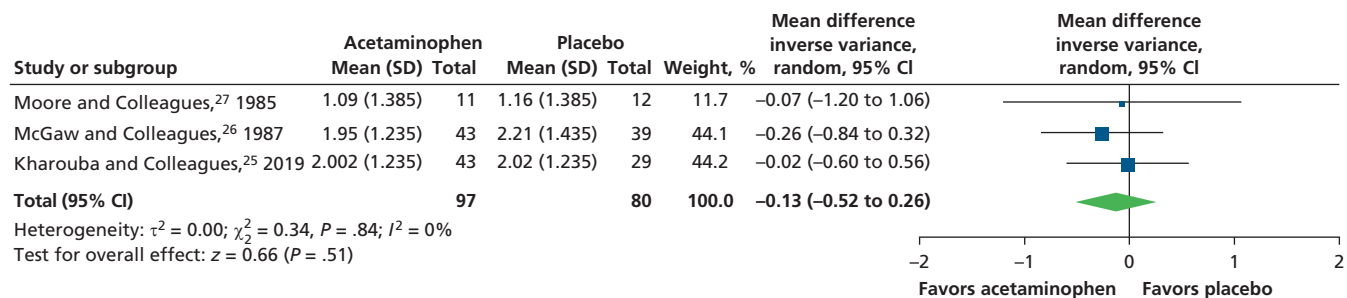 Acetaminophen Placebo Mean difference inverse variance, random, 95% CI Mean difference inverse variance, random, 95% CI
Study or subgroup Mean (SD) Total Mean (SD) Total Weight, %
Moore and Colleagues,27 1985 1.09 (1.385) 11 1.16 (1.385) 12 11.7 −0.07 (−1.20 to 1.06)
McGaw and Colleagues,26 1987 1.95 (1.235) 43 2.21 (1.435) 39 44.1 −0.26 (−0.84 to 0.32)
Kharouba and Colleagues,25 2019 2.002 (1.235) 43 2.02 (1.235) 29 44.2 −0.02 (−0.60 to 0.56)
Total (95% CI) 97 80 100.0 −0.13 (−0.52 to 0.26)
Heterogeneity: τ2 = 0.00; χ22 = 0.34, P = .84; I2 = 0%
Test for overall effect: z = 0.66 (P = .51)
−2 −1 0 1 2
Favors acetaminophen Favors placebo